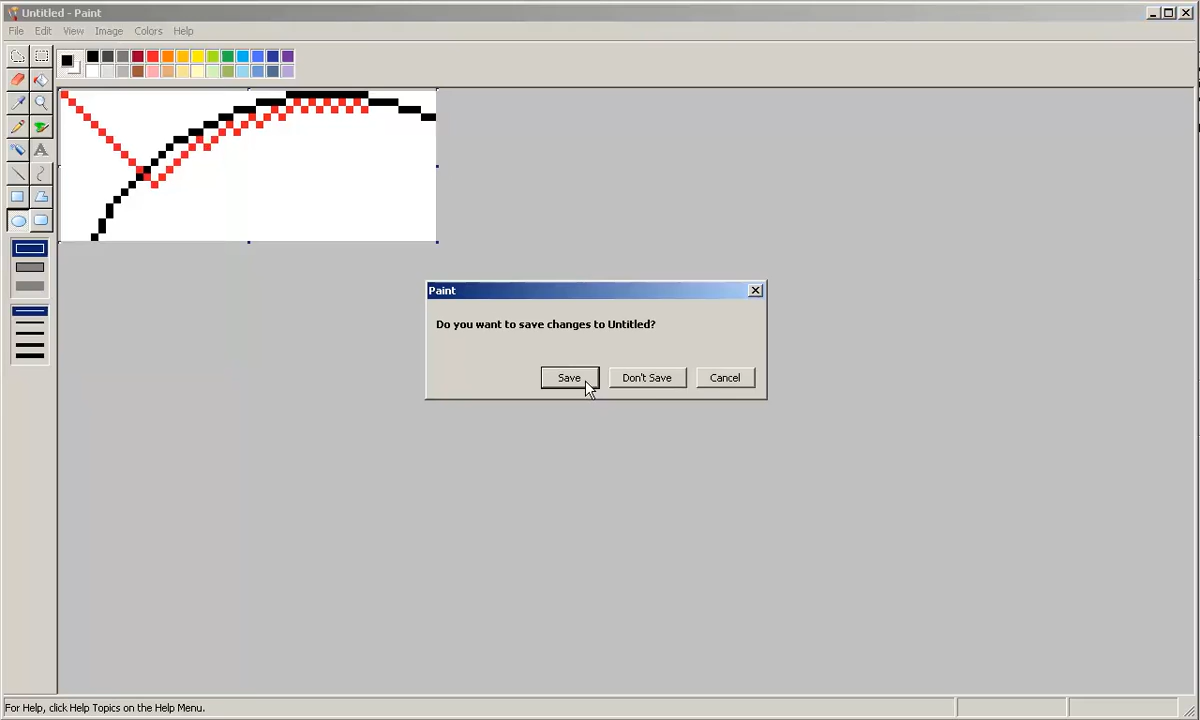 Untitled - Paint
File Edit View Image Colors Help
A
Paint
Do you want to save changes to Untitled?
Save Don't Save Cancel
For Help, click Help Topics on the Help Menu.